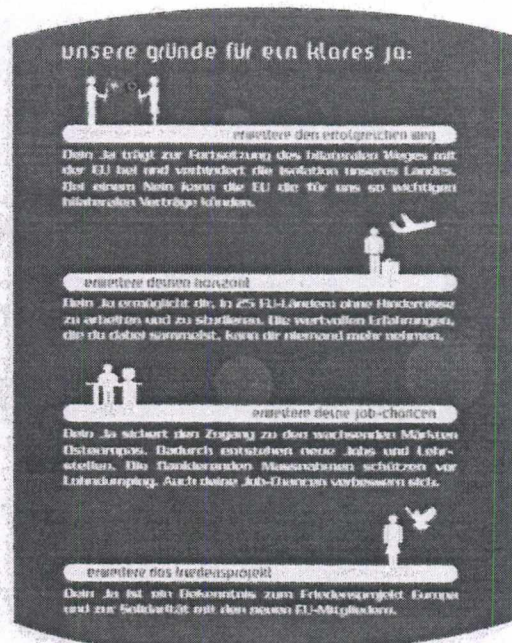 unsere gründe für ein klares ja:
erweitere den erfolgreichen weg
Dein Ja trägt zur Fortsetzung des bilateralen Weges mit
der EU bei und verhindert die Isolation unseres Landes.
Bei einem Nein kann die EU die für uns so wichtigen
bilateralen Verträge künden.
erweitere deinen horizont
Dein Ja ermöglicht dir, in 25 EU-Ländern ohne Hindernisse
zu arbeiten und zu studieren. Die wertvollen Erfahrungen,
die du dabei sammelst, kann dir niemand mehr nehmen.
erweitere deine job-chancen
Dein Ja sichert den Zugang zu den wachsenden Märkten
Osteuropas. Dadurch entstehen neue Jobs und Lehr-
stellen. Die flankierenden Massnahmen schützen vor
Lohndumping. Auch deine Job-Chancen verbessern sich.
erweitere das friedensprojekt
Dein Ja ist ein Bekenntnis zum Friedensprojekt Europa
und zur Solidarität mit den neuen EU-Mitgliedern.